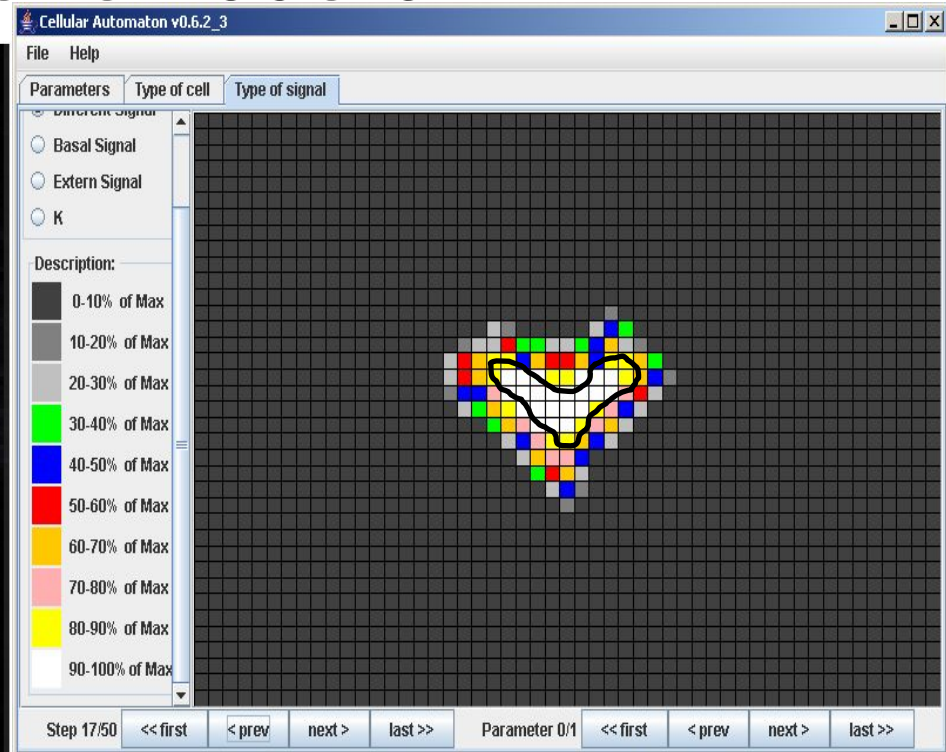 Cellular Automaton v0.6.2_3
File Help
Parameters Type of cell Type of signal
Different Signal
Basal Signal
Extern Signal
K
Description:
0-10% of Max
10-20% of Max
20-30% of Max
30-40% of Max
40-50% of Max
50-60% of Max
60-70% of Max
70-80% of Max
80-90% of Max
90-100% of Max
Step 17/50 << first < prev next > last >> Parameter 0/1 << first < prev next > last >>